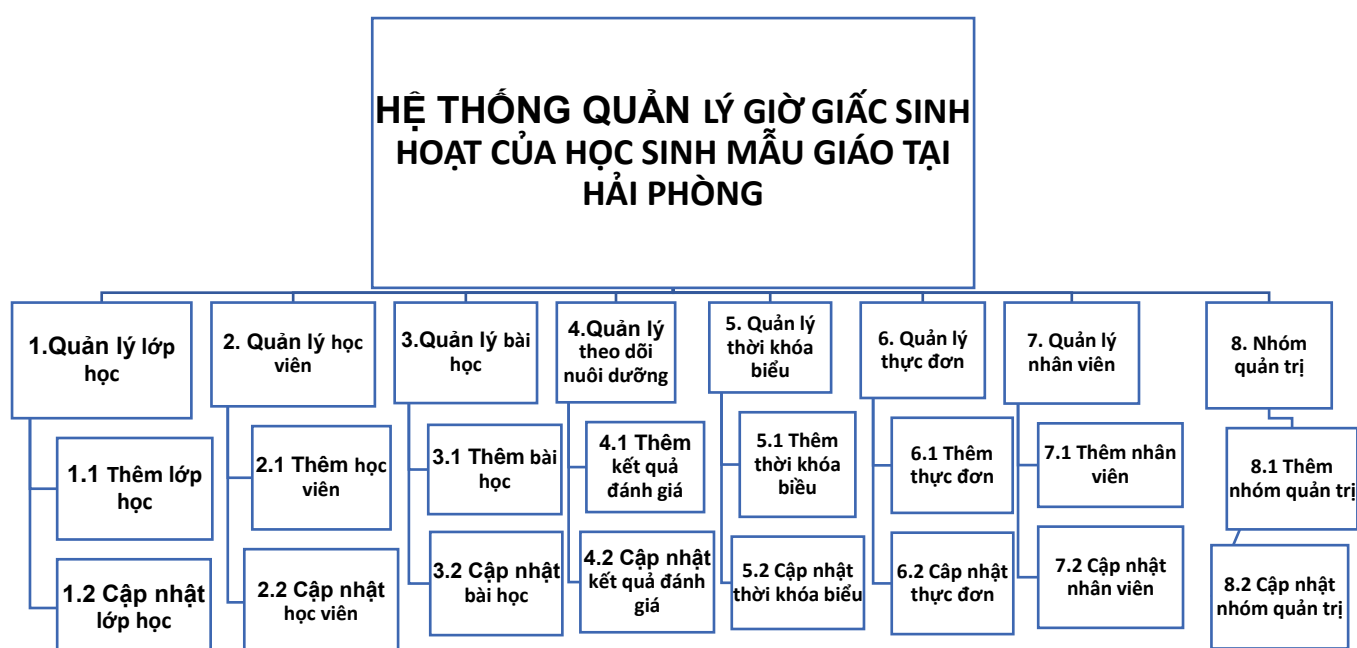 HỆ THỐNG QUẢN LÝ GIỜ GIẤC SINH
HOẠT CỦA HỌC SINH MẪU GIÁO TẠI
HẢI PHÒNG
1.Quản lý lớp
học
2. Quản lý học
viên
3.Quản lý bài
học
4.Quản lý
theo dõi
nuôi dưỡng
5. Quản lý
thời khóa
biểu
6. Quản lý
thực đơn
7. Quản lý
nhân viên
8. Nhóm
quản trị
1.1 Thêm lớp
học
2.1 Thêm học
viên
3.1 Thêm bài
học
4.1 Thêm
kết quả
đánh giá
5.1 Thêm
thời khóa
biều
6.1 Thêm
thực đơn
7.1 Thêm nhân
viên
8.1 Thêm
nhóm quản trị
1.2 Cập nhật
lớp học
2.2 Cập nhật
học viên
3.2 Cập nhật
bài học
4.2 Cập nhật
kết quả đánh
giá
5.2 Cập nhật
thời khóa biểu
6.2 Câp nhật
thực đơn
7.2 Cập nhật
nhân viên
8.2 Cập nhật
nhóm quản trị